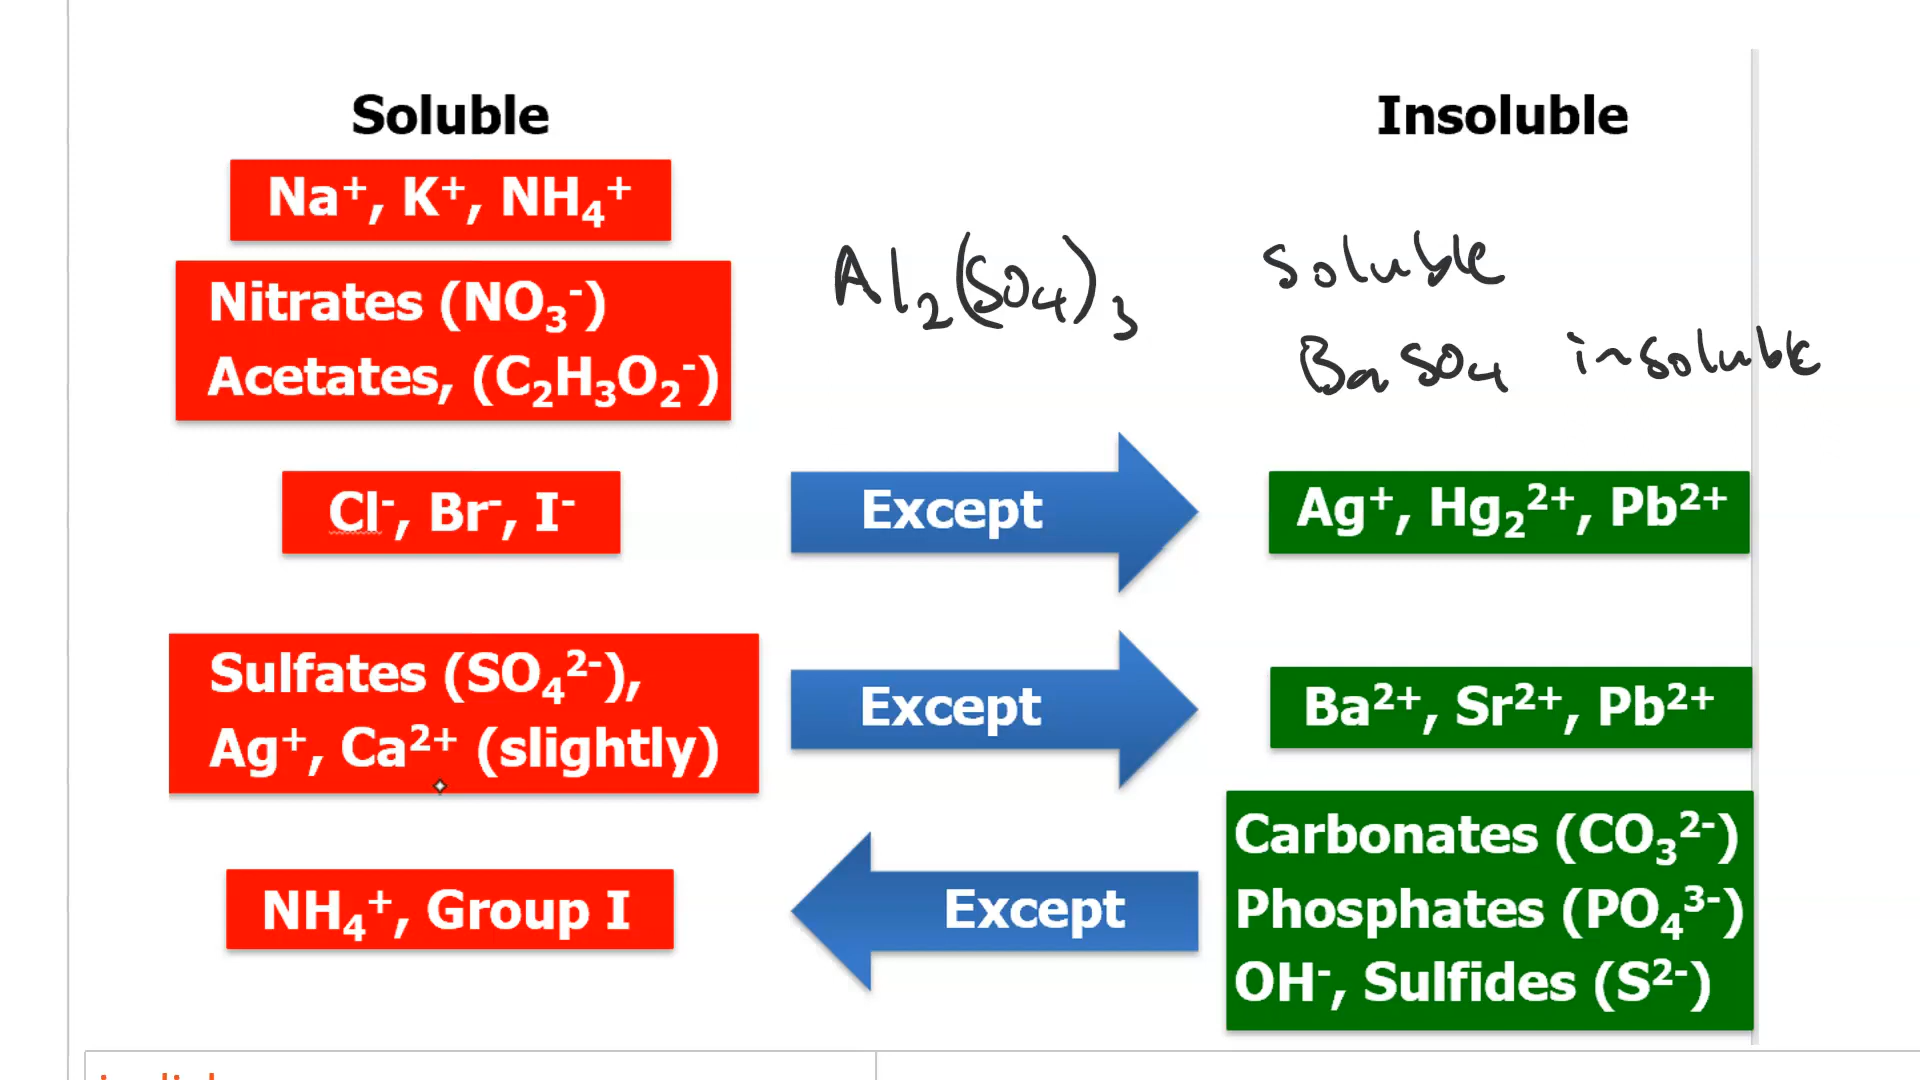 Soluble
Insoluble
Na⁺, K⁺, NH₄⁺
Nitrates (NO₃⁻)
Acetates, (C₂H₃O₂⁻)
Al₂(SO₄)₃ soluble
BaSO₄ insoluble
Cl⁻, Br⁻, I⁻
Except
Ag⁺, Hg₂²⁺, Pb²⁺
Sulfates (SO₄²⁻),
Ag⁺, Ca²⁺ (slightly)
Except
Ba²⁺, Sr²⁺, Pb²⁺
NH₄⁺, Group I
Except
Carbonates (CO₃²⁻)
Phosphates (PO₄³⁻)
OH⁻, Sulfides (S²⁻)